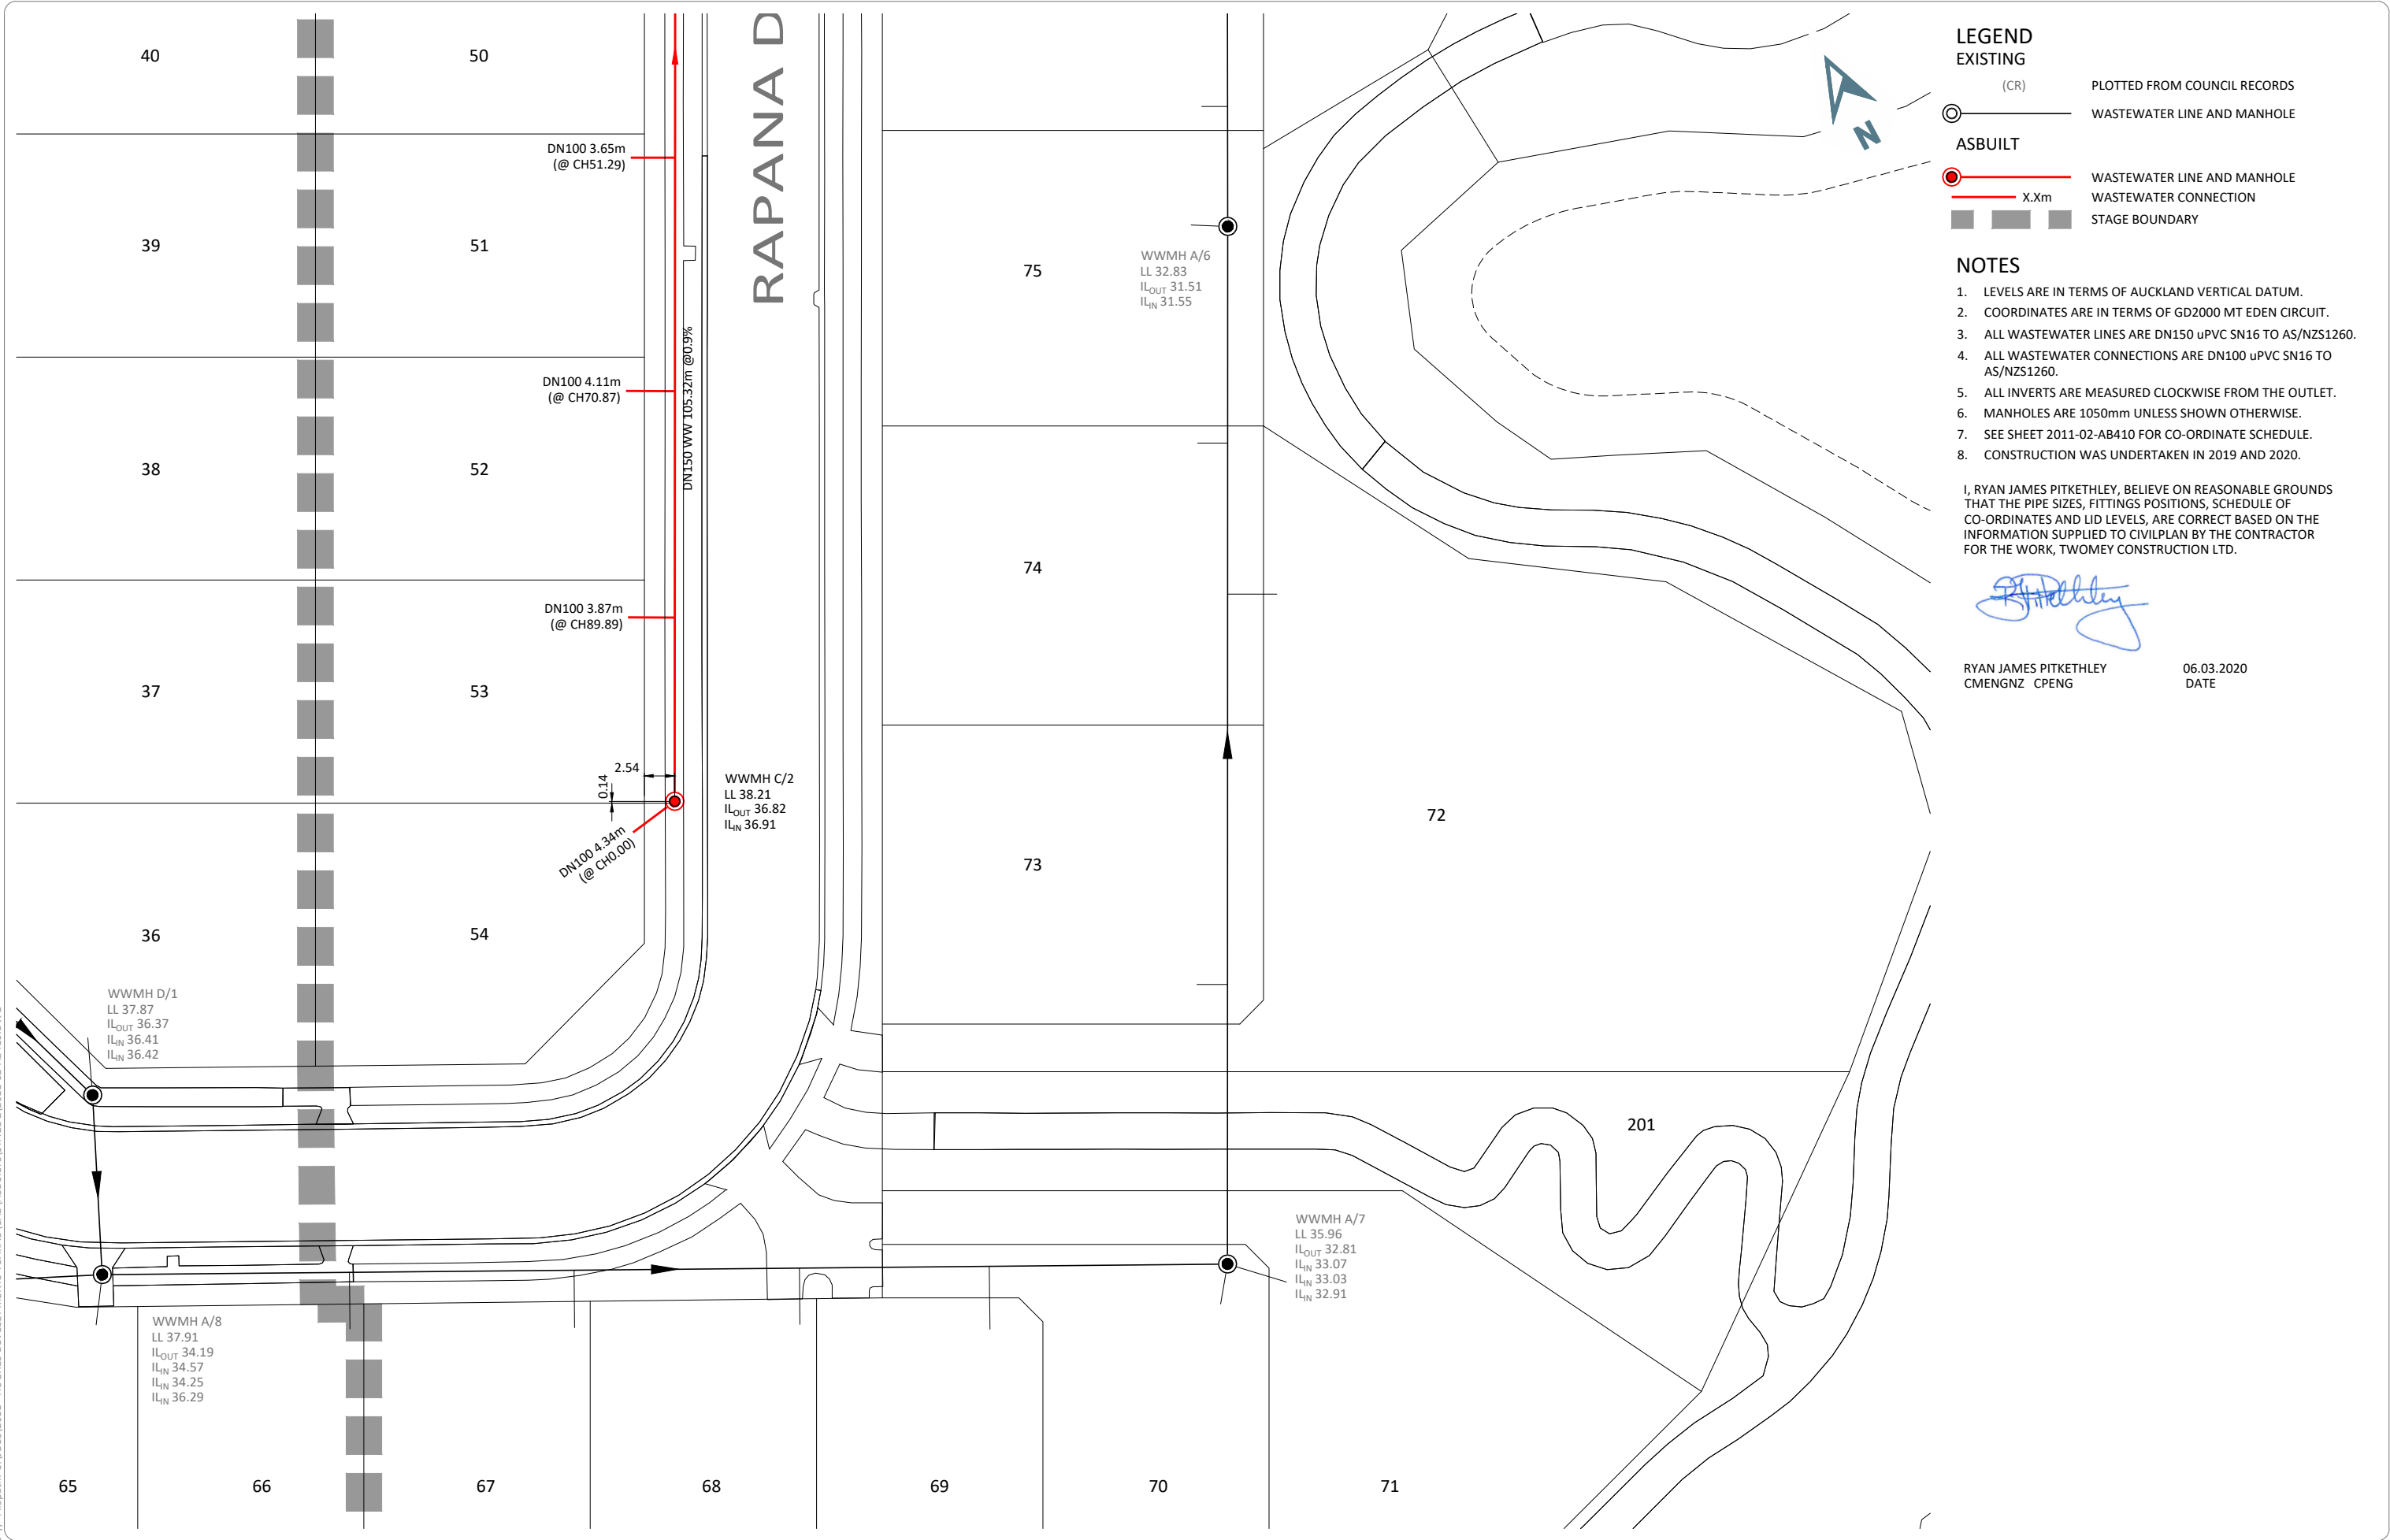 40
50
RAPANA D
DN100 3.65m
(@ CH51.29)
39
51
75
WWMH A/6
LL 32.83
ILOUT 31.51
ILIN 31.55
DN150 WW 105.32m @0.9%
DN100 4.11m
(@ CH70.87)
38
52
74
DN100 3.87m
(@ CH89.89)
37
53
2.54
0.14
WWMH C/2
LL 38.21
ILOUT 36.82
ILIN 36.91
DN100 4.34m
(@ CH0.00)
72
73
36
54
WWMH D/1
LL 37.87
ILOUT 36.37
ILIN 36.41
ILIN 36.42
201
WWMH A/7
LL 35.96
ILOUT 32.81
ILIN 33.07
ILIN 33.03
ILIN 32.91
WWMH A/8
LL 37.91
ILOUT 34.19
ILIN 34.57
ILIN 34.25
ILIN 36.29
65
66
67
68
69
70
71
N
LEGEND
EXISTING
(CR) PLOTTED FROM COUNCIL RECORDS
WASTEWATER LINE AND MANHOLE
ASBUILT
WASTEWATER LINE AND MANHOLE
X.Xm WASTEWATER CONNECTION
STAGE BOUNDARY
NOTES
1. LEVELS ARE IN TERMS OF AUCKLAND VERTICAL DATUM.
2. COORDINATES ARE IN TERMS OF GD2000 MT EDEN CIRCUIT.
3. ALL WASTEWATER LINES ARE DN150 uPVC SN16 TO AS/NZS1260.
4. ALL WASTEWATER CONNECTIONS ARE DN100 uPVC SN16 TO
AS/NZS1260.
5. ALL INVERTS ARE MEASURED CLOCKWISE FROM THE OUTLET.
6. MANHOLES ARE 1050mm UNLESS SHOWN OTHERWISE.
7. SEE SHEET 2011-02-AB410 FOR CO-ORDINATE SCHEDULE.
8. CONSTRUCTION WAS UNDERTAKEN IN 2019 AND 2020.
I, RYAN JAMES PITKETHLEY, BELIEVE ON REASONABLE GROUNDS
THAT THE PIPE SIZES, FITTINGS POSITIONS, SCHEDULE OF
CO-ORDINATES AND LID LEVELS, ARE CORRECT BASED ON THE
INFORMATION SUPPLIED TO CIVILPLAN BY THE CONTRACTOR
FOR THE WORK, TWOMEY CONSTRUCTION LTD.
RYAN JAMES PITKETHLEY 06.03.2020
CMENGNZ CPENG DATE